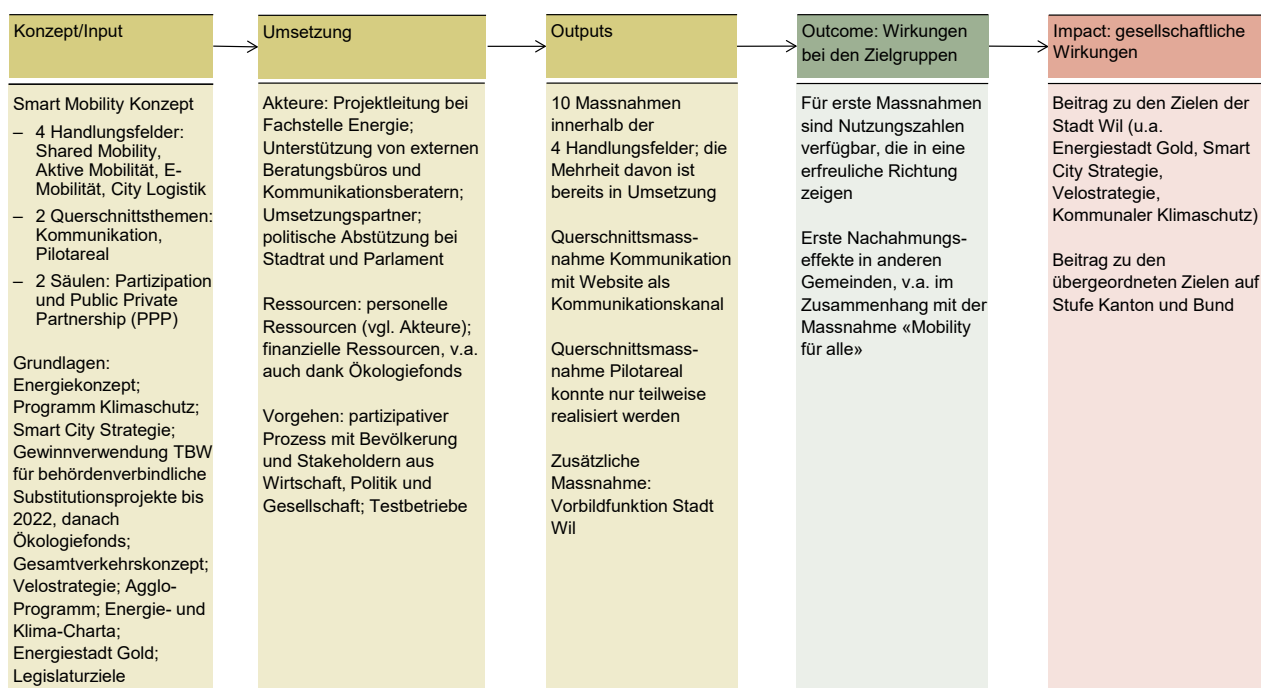 Konzept/Input
Smart Mobility Konzept
– 4 Handlungsfelder:
Shared Mobility,
Aktive Mobilität, E-
Mobilität, City Logistik
– 2 Querschnittsthemen:
Kommunikation,
Pilotareal
– 2 Säulen: Partizipation
und Public Private
Partnership (PPP)
Grundlagen:
Energiekonzept;
Programm Klimaschutz;
Smart City Strategie;
Gewinnverwendung TBW
für behördenverbindliche
Substitutionsprojekte bis
2022, danach
Ökologiefonds;
Gesamtverkehrskonzept;
Velostrategie; Agglo-
Programm; Energie- und
Klima-Charta;
Energiestadt Gold;
Legislaturziele
Umsetzung
Akteure: Projektleitung bei
Fachstelle Energie;
Unterstützung von externen
Beratungsbüros und
Kommunikationsberatern;
Umsetzungspartner;
politische Abstützung bei
Stadtrat und Parlament
Ressourcen: personelle
Ressourcen (vgl. Akteure);
finanzielle Ressourcen, v.a.
auch dank Ökologiefonds
Vorgehen: partizipativer
Prozess mit Bevölkerung
und Stakeholdern aus
Wirtschaft, Politik und
Gesellschaft; Testbetriebe
Outputs
10 Massnahmen
innerhalb der
4 Handlungsfelder; die
Mehrheit davon ist
bereits in Umsetzung
Querschnittsmass-
nahme Kommunikation
mit Website als
Kommunikationskanal
Querschnittsmass-
nahme Pilotareal
konnte nur teilweise
realisiert werden
Zusätzliche
Massnahme:
Vorbildfunktion Stadt
Wil
Outcome: Wirkungen
bei den Zielgruppen
Für erste Massnahmen
sind Nutzungszahlen
verfügbar, die in eine
erfreuliche Richtung
zeigen
Erste Nachahmungs-
effekte in anderen
Gemeinden, v.a. im
Zusammenhang mit der
Massnahme «Mobility
für alle»
Impact: gesellschaftliche
Wirkungen
Beitrag zu den Zielen der
Stadt Wil (u.a.
Energiestadt Gold, Smart
City Strategie,
Velostrategie,
Kommunaler Klimaschutz)
Beitrag zu den
übergeordneten Zielen auf
Stufe Kanton und Bund